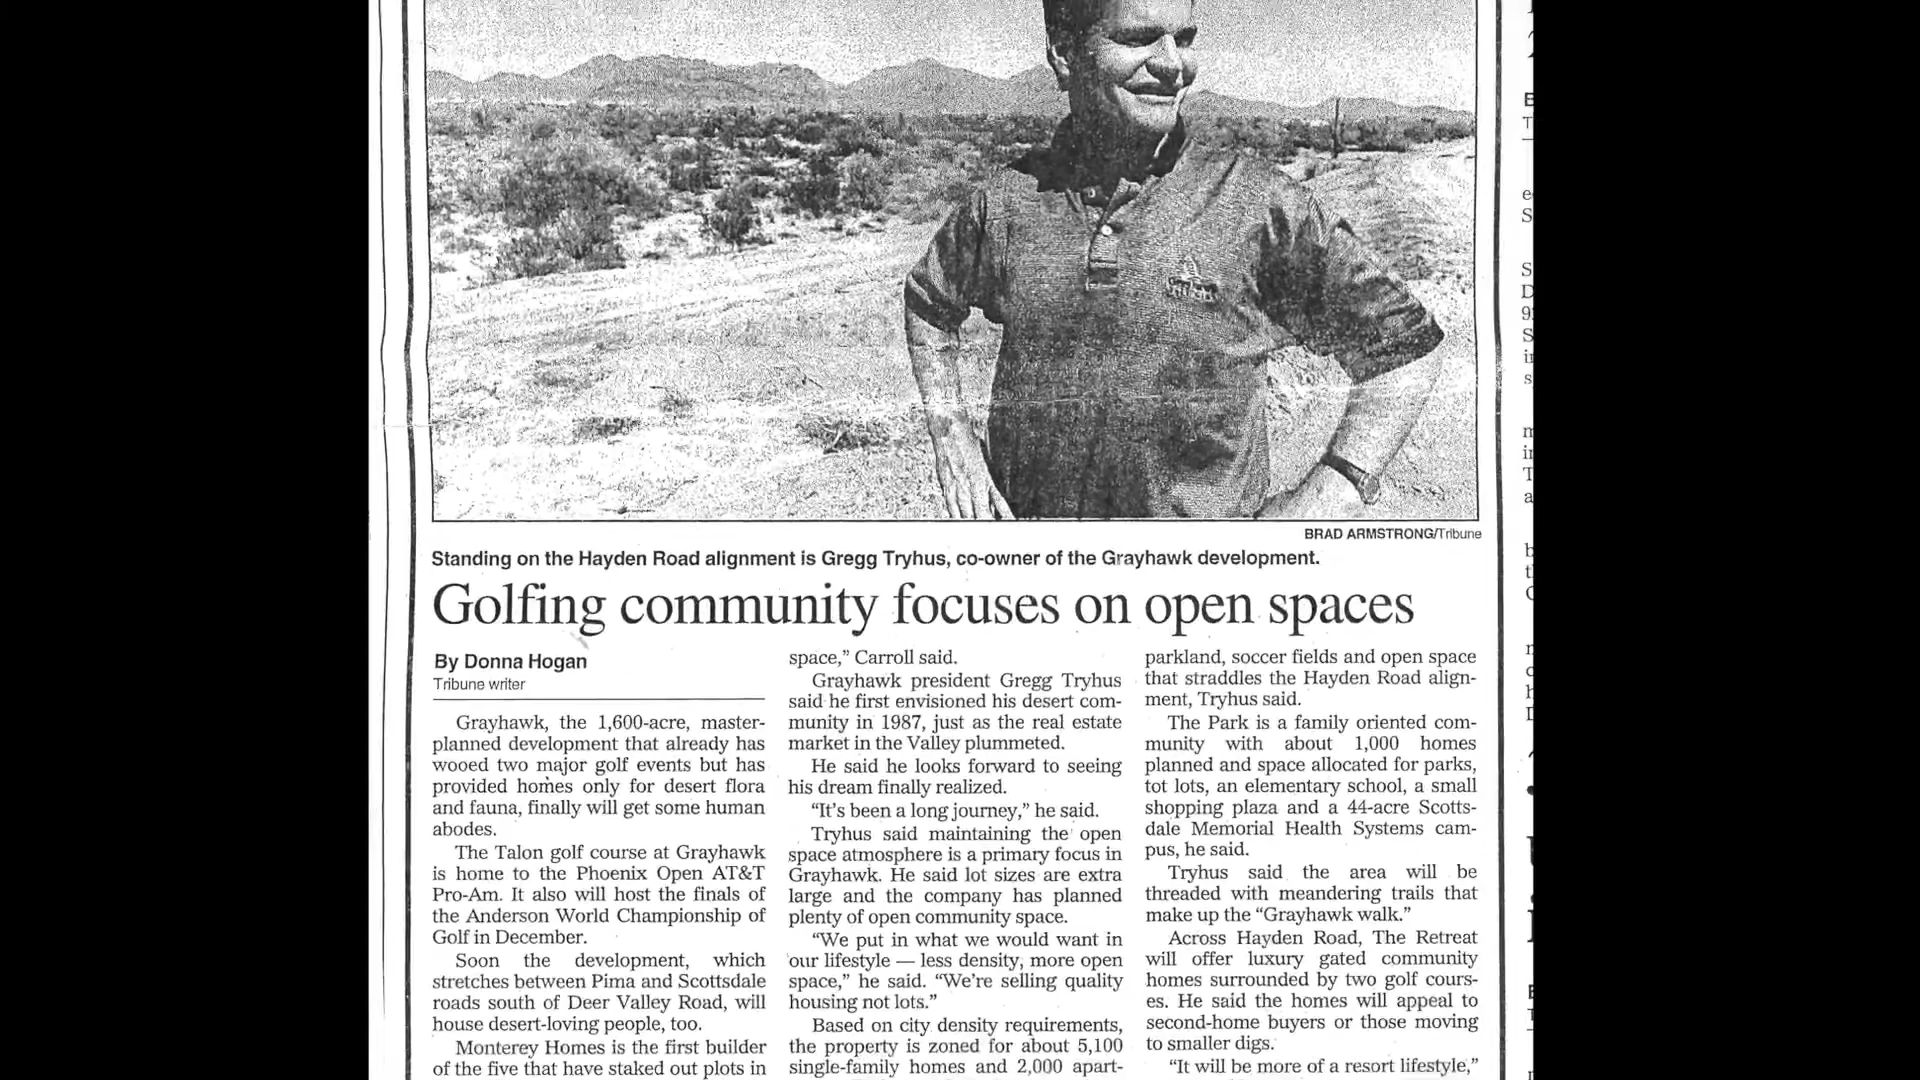 BRAD ARMSTRONG/Tribune
Standing on the Hayden Road alignment is Gregg Tryhus, co-owner of the Grayhawk development.
Golfing community focuses on open spaces
By Donna Hogan
Tribune writer
Grayhawk, the 1,600-acre, master-
planned development that already has
wooed two major golf events but has
provided homes only for desert flora
and fauna, finally will get some human
abodes.
The Talon golf course at Grayhawk
is home to the Phoenix Open AT&T
Pro-Am. It also will host the finals of
the Anderson World Championship of
Golf in December.
Soon the development, which
stretches between Pima and Scottsdale
roads south of Deer Valley Road, will
house desert-loving people, too.
Monterey Homes is the first builder
of the five that have staked out plots in
space,” Carroll said.
Grayhawk president Gregg Tryhus
said he first envisioned his desert com-
munity in 1987, just as the real estate
market in the Valley plummeted.
He said he looks forward to seeing
his dream finally realized.
“It's been a long journey,” he said.
Tryhus said maintaining the open
space atmosphere is a primary focus in
Grayhawk. He said lot sizes are extra
large and the company has planned
plenty of open community space.
“We put in what we would want in
our lifestyle — less density, more open
space,” he said. “We're selling quality
housing not lots.”
Based on city density requirements,
the property is zoned for about 5,100
single-family homes and 2,000 apart-
parkland, soccer fields and open space
that straddles the Hayden Road align-
ment, Tryhus said.
The Park is a family oriented com-
munity with about 1,000 homes
planned and space allocated for parks,
tot lots, an elementary school, a small
shopping plaza and a 44-acre Scotts-
dale Memorial Health Systems cam-
pus, he said.
Tryhus said the area will be
threaded with meandering trails that
make up the “Grayhawk walk.”
Across Hayden Road, The Retreat
will offer luxury gated community
homes surrounded by two golf cours-
es. He said the homes will appeal to
second-home buyers or those moving
to smaller digs.
“It will be more of a resort lifestyle,”